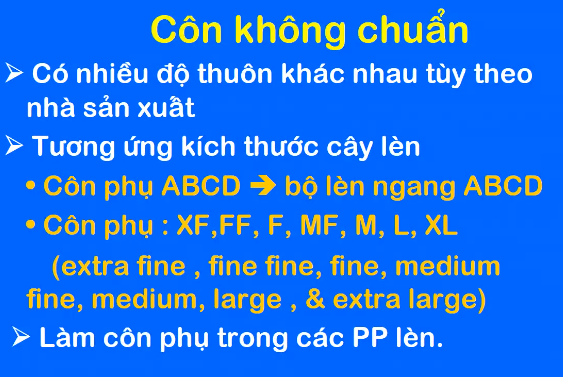 Côn không chuẩn
➢ Có nhiều độ thuôn khác nhau tùy theo
nhà sản xuất
➢ Tương ứng kích thước cây lèn
• Côn phụ ABCD ➔ bộ lèn ngang ABCD
• Côn phụ : XF,FF, F, MF, M, L, XL
(extra fine , fine fine, fine, medium
fine, medium, large , & extra large)
➢ Làm côn phụ trong các PP lèn.